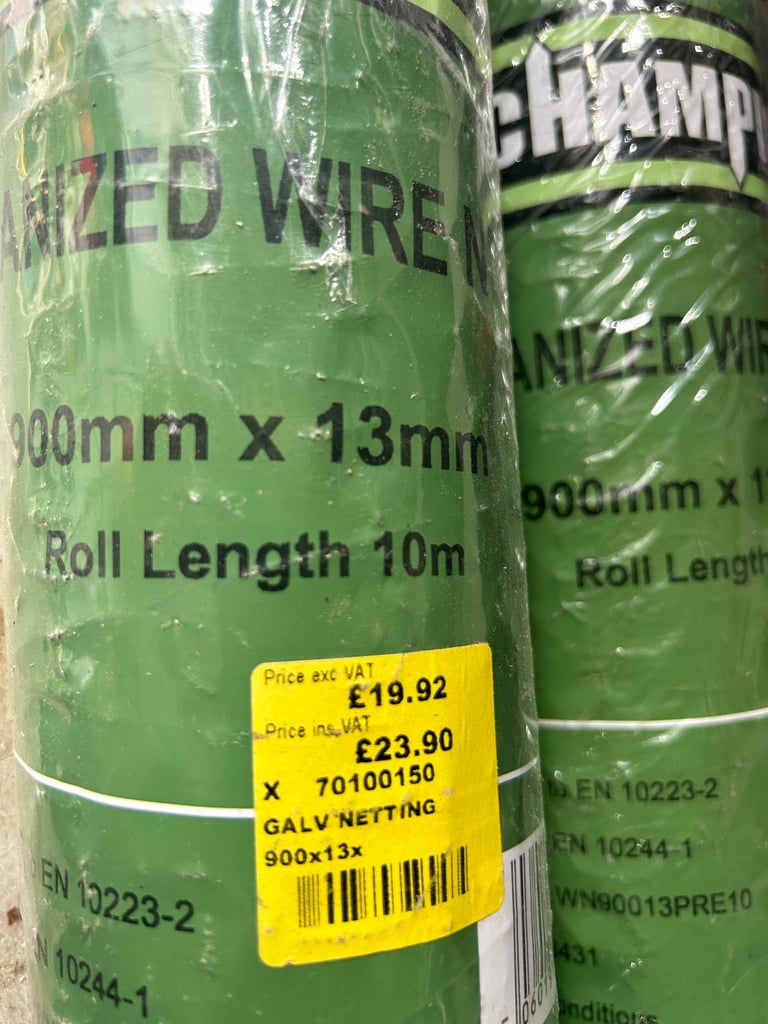 ANIZED WIRE N
900mm x 13mm
Roll Length 10m
Price exc VAT
£19.92
Price ins VAT
£23.90
X 70100150
GALV NETTING
900x13x
EN 10223-2
N 10244-1
CHAMP
ANIZED WIR
900mm x 1
Roll Length
to EN 10223-2
EN 10244-1
WN90013PRE10
431
onditions